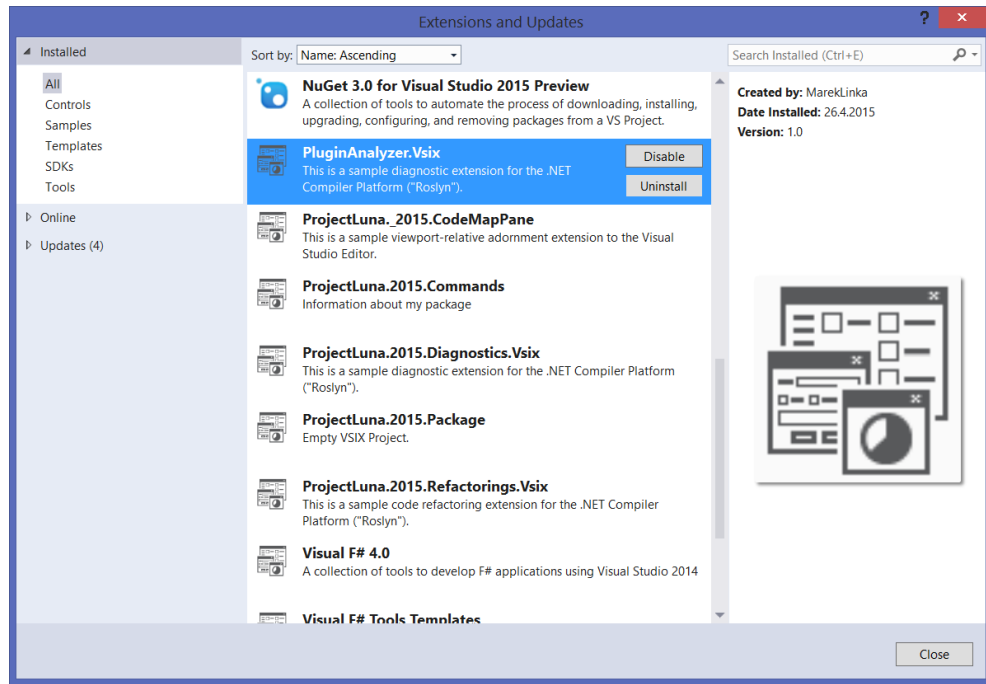 Extensions and Updates
Installed
All
Controls
Samples
Templates
SDKs
Tools
Online
Updates (4)
Sort by: Name: Ascending
NuGet 3.0 for Visual Studio 2015 Preview
A collection of tools to automate the process of downloading, installing,
upgrading, configuring, and removing packages from a VS Project.
PluginAnalyzer.Vsix
This is a sample diagnostic extension for the .NET
Compiler Platform ("Roslyn").
Disable
Uninstall
ProjectLuna._2015.CodeMapPane
This is a sample viewport-relative adornment extension to the Visual
Studio Editor.
ProjectLuna.2015.Commands
Information about my package
ProjectLuna.2015.Diagnostics.Vsix
This is a sample diagnostic extension for the .NET Compiler Platform
("Roslyn").
ProjectLuna.2015.Package
Empty VSIX Project.
ProjectLuna.2015.Refactorings.Vsix
This is a sample code refactoring extension for the .NET Compiler
Platform ("Roslyn").
Visual F# 4.0
A collection of tools to develop F# applications using Visual Studio 2014
Visual F# Tools Templates
Search Installed (Ctrl+E)
Created by: MarekLinka
Date Installed: 26.4.2015
Version: 1.0
Close